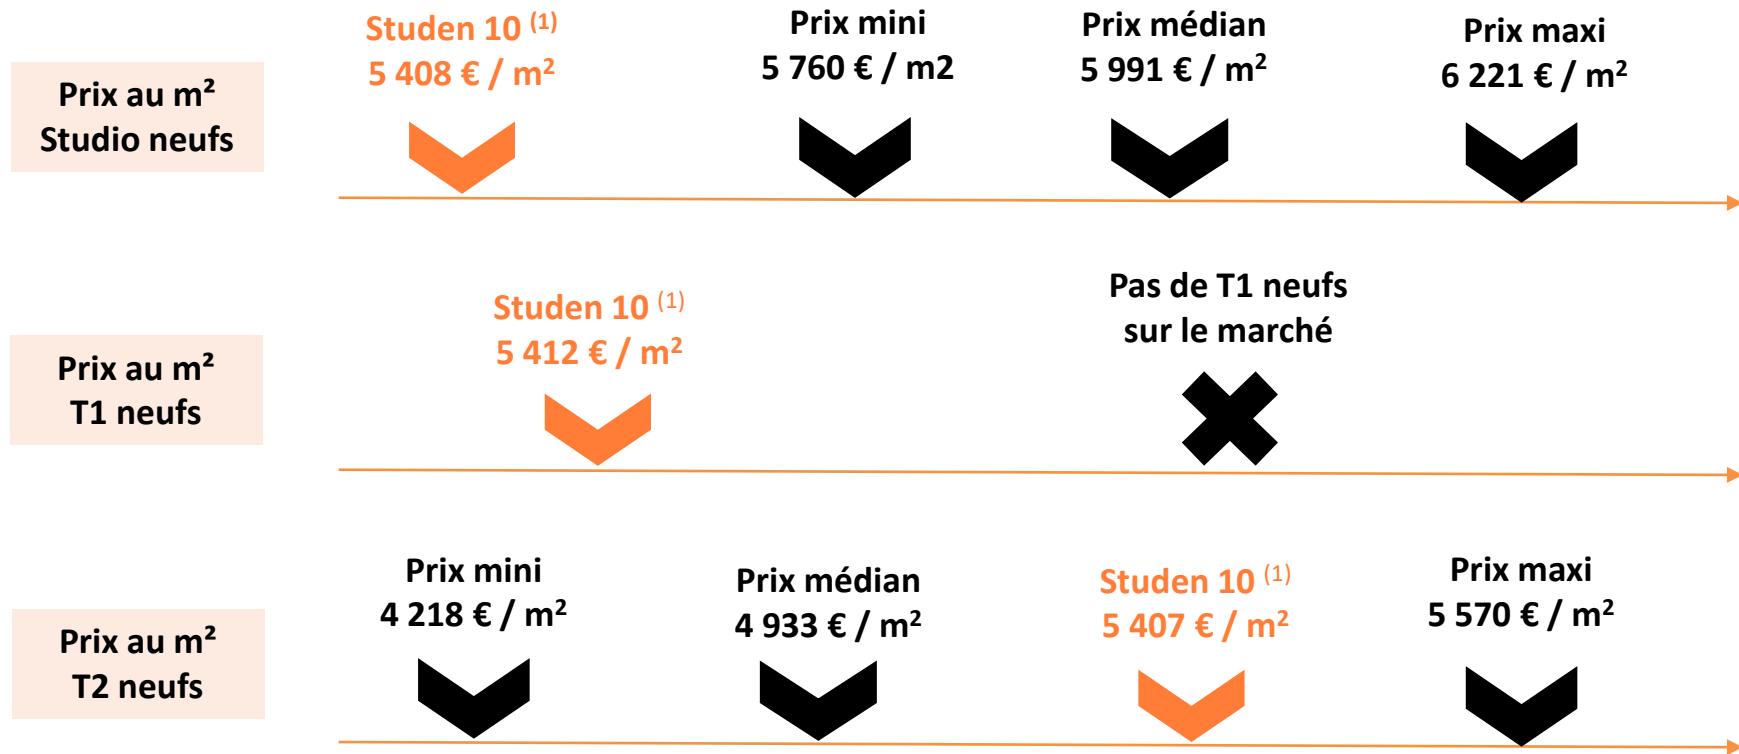 Prix au m²
Studio neufs
Studen 10 (1)
5 408 € / m²
Prix mini
5 760 € / m2
Prix médian
5 991 € / m²
Prix maxi
6 221 € / m²
Prix au m²
T1 neufs
Studen 10 (1)
5 412 € / m²
Pas de T1 neufs
sur le marché
Prix au m²
T2 neufs
Prix mini
4 218 € / m²
Prix médian
4 933 € / m²
Studen 10 (1)
5 407 € / m²
Prix maxi
5 570 € / m²